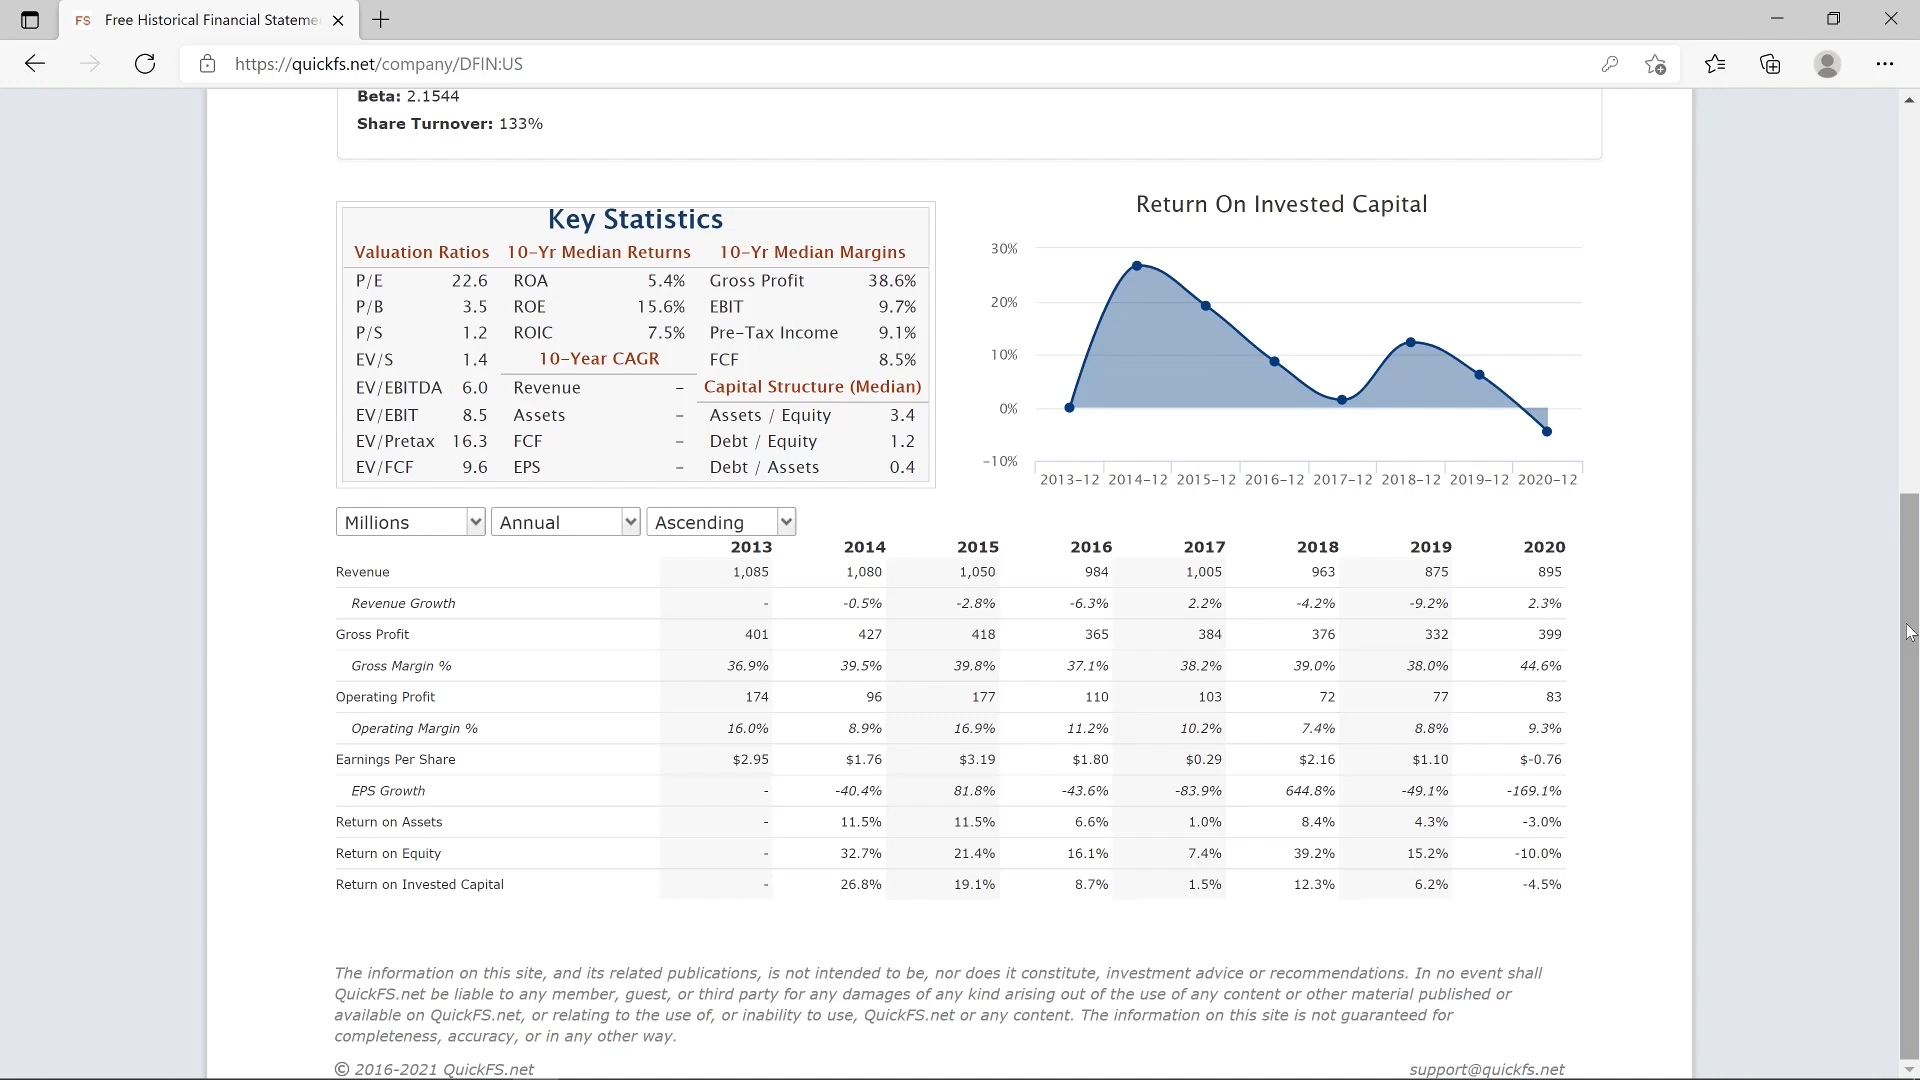 FS Free Historical Financial Stateme
https://quickfs.net/company/DFIN:US
Beta: 2.1544
Share Turnover: 133%
Key Statistics
Valuation Ratios 10-Yr Median Returns 10-Yr Median Margins
P/E 22.6 ROA 5.4% Gross Profit 38.6%
P/B 3.5 ROE 15.6% EBIT 9.7%
P/S 1.2 ROIC 7.5% Pre-Tax Income 9.1%
EV/S 1.4 10-Year CAGR FCF 8.5%
EV/EBITDA 6.0 Revenue - Capital Structure (Median)
EV/EBIT 8.5 Assets - Assets / Equity 3.4
EV/Pretax 16.3 FCF - Debt / Equity 1.2
EV/FCF 9.6 EPS - Debt / Assets 0.4
Return On Invested Capital
30%
20%
10%
0%
-10%
2013-12 2014-12 2015-12 2016-12 2017-12 2018-12 2019-12 2020-12
Millions Annual Ascending
2013 2014 2015 2016 2017 2018 2019 2020
Revenue 1,085 1,080 1,050 984 1,005 963 875 895
Revenue Growth - -0.5% -2.8% -6.3% 2.2% -4.2% -9.2% 2.3%
Gross Profit 401 427 418 365 384 376 332 399
Gross Margin % 36.9% 39.5% 39.8% 37.1% 38.2% 39.0% 38.0% 44.6%
Operating Profit 174 96 177 110 103 72 77 83
Operating Margin % 16.0% 8.9% 16.9% 11.2% 10.2% 7.4% 8.8% 9.3%
Earnings Per Share $2.95 $1.76 $3.19 $1.80 $0.29 $2.16 $1.10 $-0.76
EPS Growth - -40.4% 81.8% -43.6% -83.9% 644.8% -49.1% -169.1%
Return on Assets - 11.5% 11.5% 6.6% 1.0% 8.4% 4.3% -3.0%
Return on Equity - 32.7% 21.4% 16.1% 7.4% 39.2% 15.2% -10.0%
Return on Invested Capital - 26.8% 19.1% 8.7% 1.5% 12.3% 6.2% -4.5%
The information on this site, and its related publications, is not intended to be, nor does it constitute, investment advice or recommendations. In no event shall
QuickFS.net be liable to any member, guest, or third party for any damages of any kind arising out of the use of any content or other material published or
available on QuickFS.net, or relating to the use of, or inability to use, QuickFS.net or any content. The information on this site is not guaranteed for
completeness, accuracy, or in any other way.
© 2016-2021 QuickFS.net support@quickfs.net